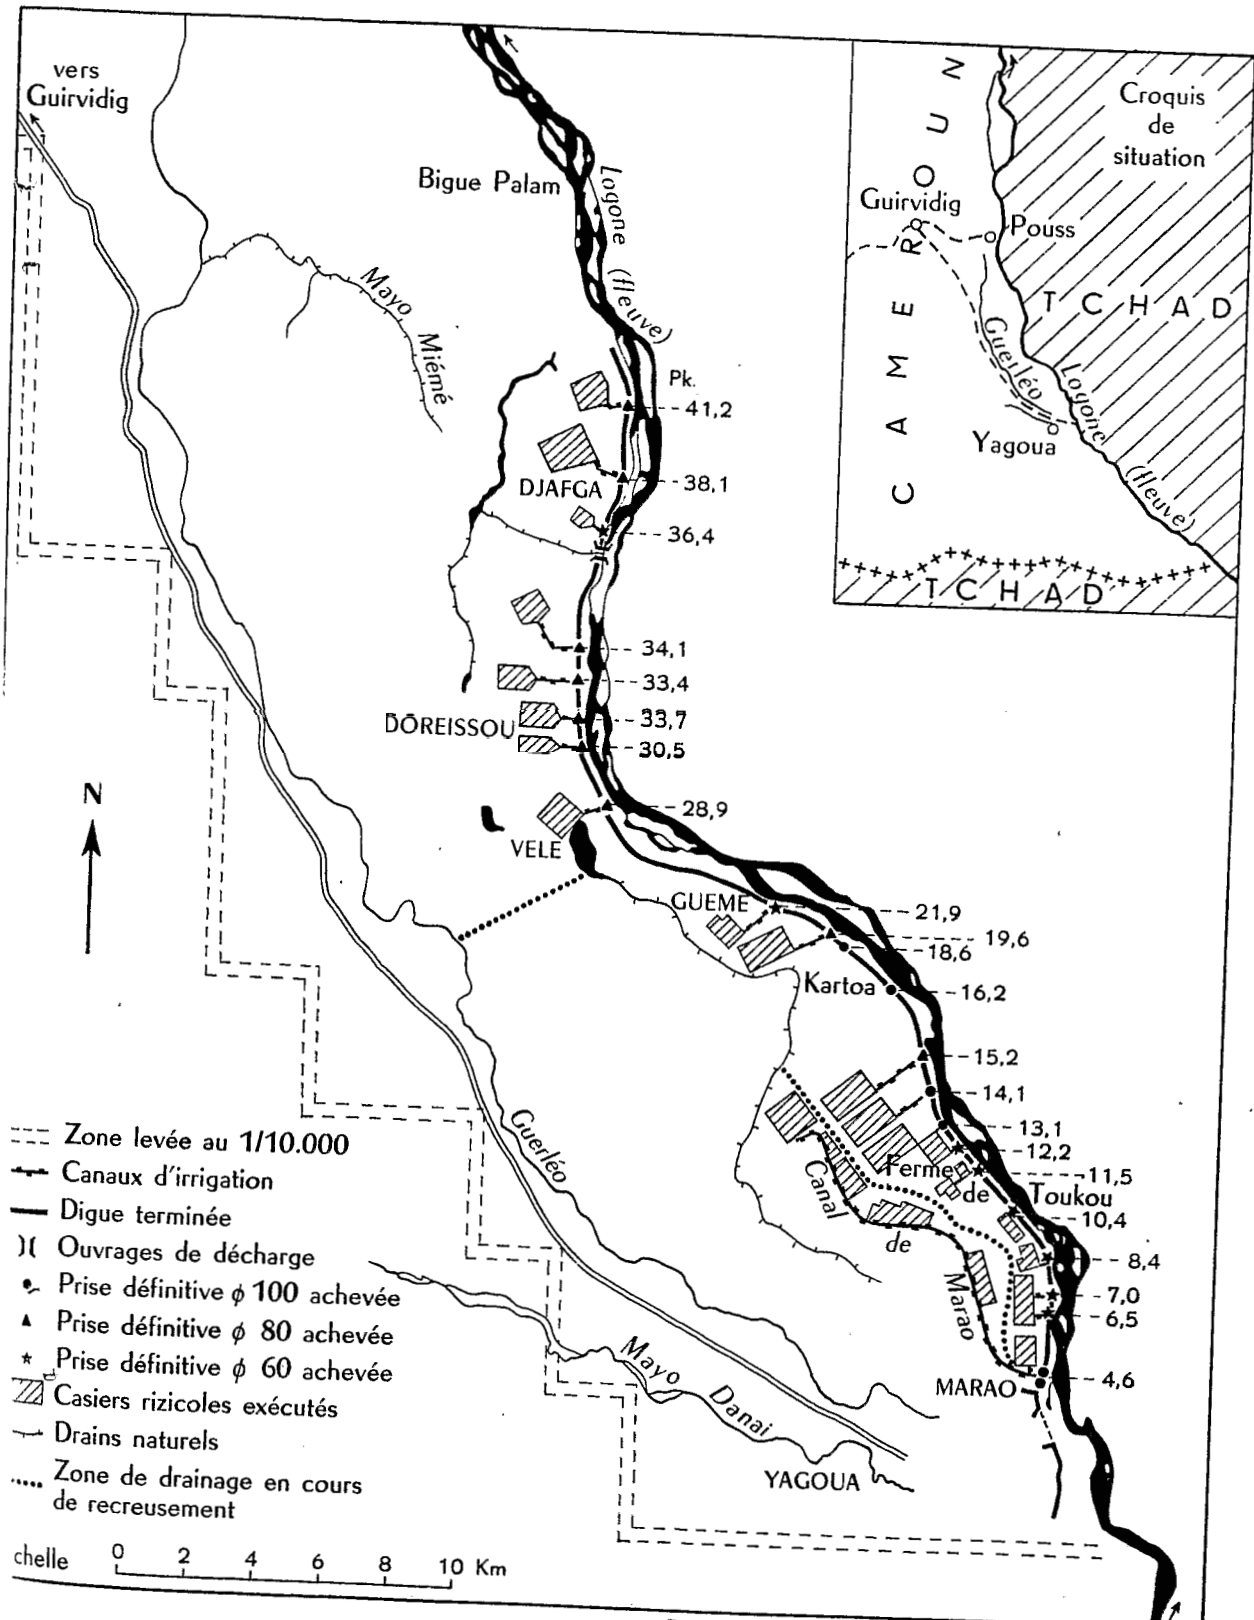 vers
Guirvidig
Bigue Palam
Logone (fleuve)
Mayo Miémé
Pk.
41,2
38,1
DJAFGA
36,4
34,1
33,4
DOREISSOU
33,7
30,5
28,9
VELE
GUEME
21,9
19,6
18,6
Kartoa
16,2
15,2
14,1
13,1
12,2
11,5
Ferme de Toukou
10,4
8,4
7,0
6,5
4,6
MARAO
Canal de Marao
Guerléo
Mayo Danai
YAGOUA
N
Croquis
de
situation
CAMEROUN
Guirvidig
Pouss
TCHAD
Guerléo
Logone (fleuve)
Yagoua
TCHAD
Zone levée au 1/10.000
Canaux d'irrigation
Digue terminée
Ouvrages de décharge
Prise définitive ϕ 100 achevée
Prise définitive ϕ 80 achevée
Prise définitive ϕ 60 achevée
Casiers rizicoles exécutés
Drains naturels
Zone de drainage en cours
de recreusement
chelle 0 2 4 6 8 10 Km